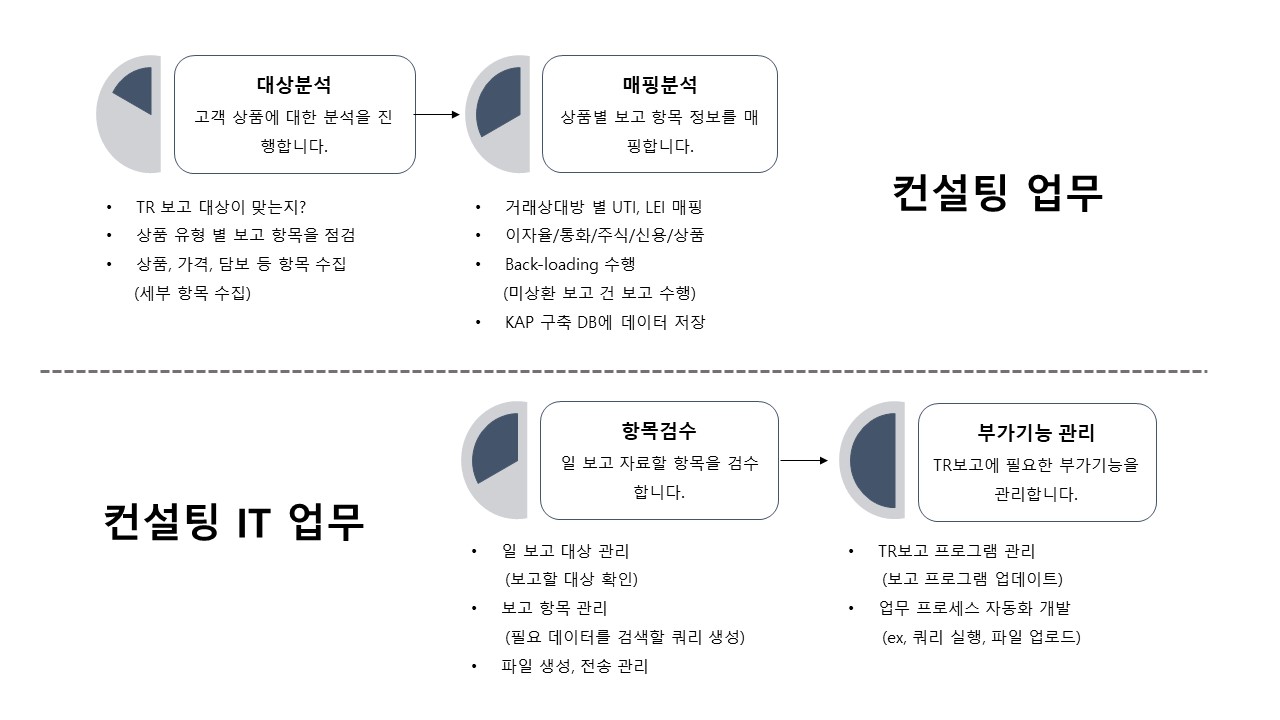 대상분석
고객 상품에 대한 분석을 진
행합니다.
• TR 보고 대상이 맞는지?
• 상품 유형 별 보고 항목을 점검
• 상품, 가격, 담보 등 항목 수집
(세부 항목 수집)
매핑분석
상품별 보고 항목 정보를 매
핑합니다.
• 거래상대방 별 UTI, LEI 매핑
• 이자율/통화/주식/신용/상품
• Back-loading 수행
(미상환 보고 건 보고 수행)
• KAP 구축 DB에 데이터 저장
컨설팅 업무
컨설팅 IT 업무
항목검수
일 보고 자료할 항목을 검수
합니다.
• 일 보고 대상 관리
(보고할 대상 확인)
• 보고 항목 관리
(필요 데이터를 검색할 쿼리 생성)
• 파일 생성, 전송 관리
부가기능 관리
TR보고에 필요한 부가기능을
관리합니다.
• TR보고 프로그램 관리
(보고 프로그램 업데이트)
• 업무 프로세스 자동화 개발
(ex, 쿼리 실행, 파일 업로드)